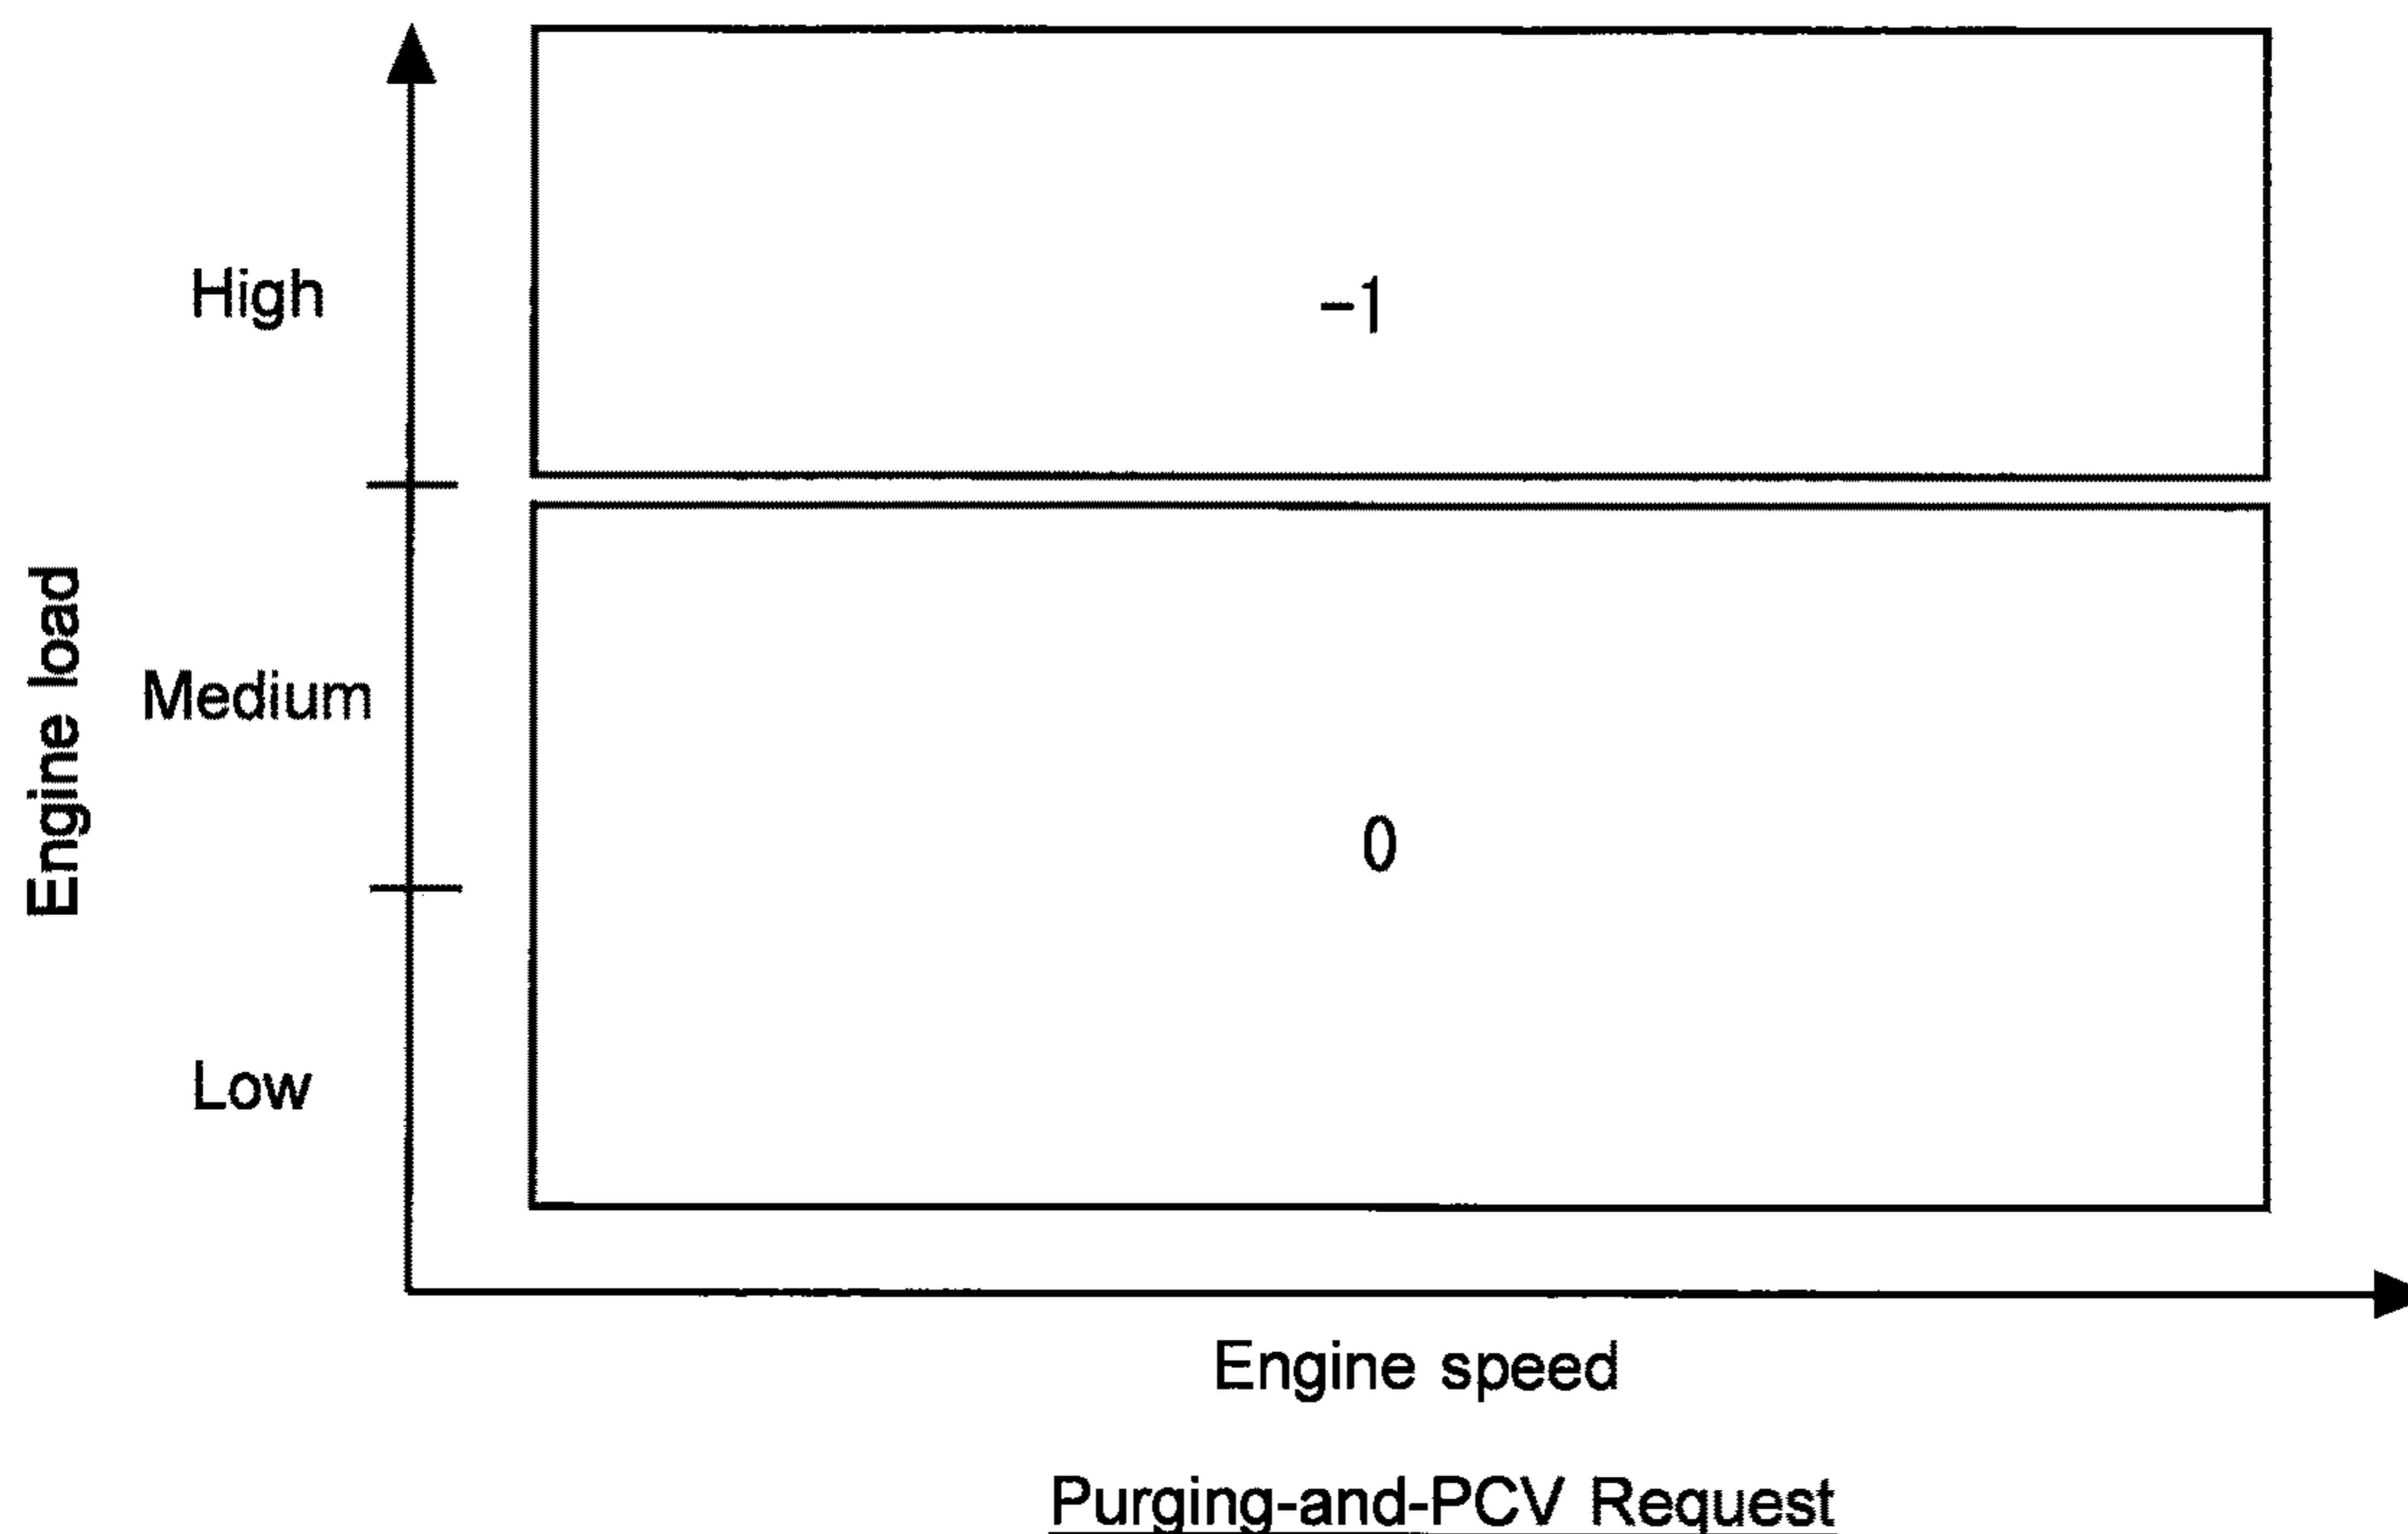 High
-1
Engine load
Medium
0
Low
Engine speed
Purging-and-PCV Request